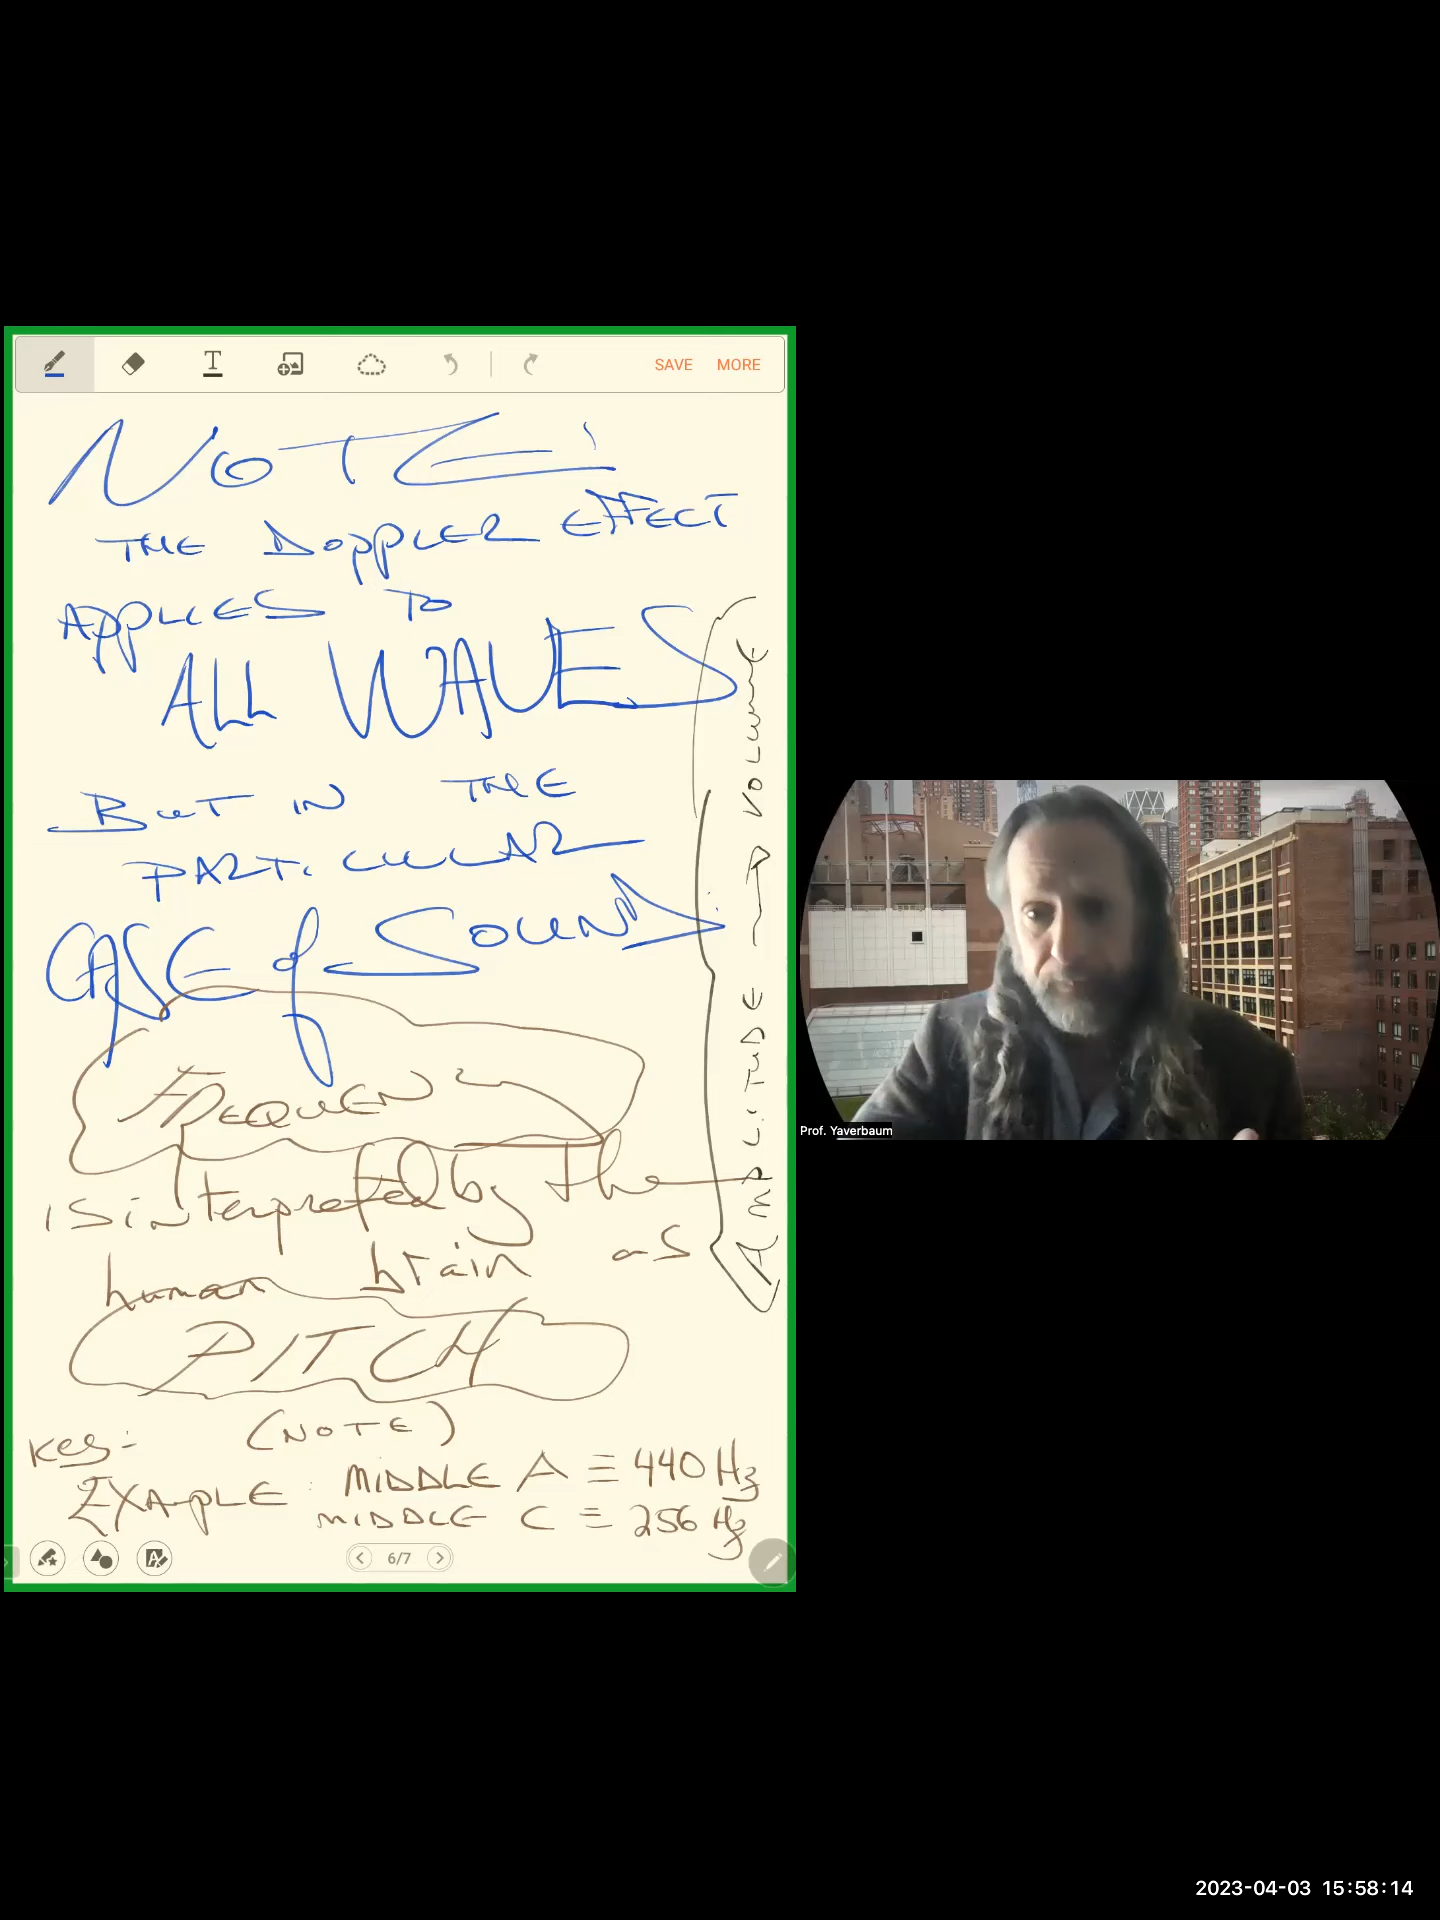 T
SAVE MORE
NOTE:
THE DOPPLER EFFECT
APPLIES TO
ALL WAVES
BUT IN THE
PARTICULAR
CASE of SOUND:
FREQUENCY
is interpreted by the
human brain as
PITCH
(NOTE)
Key:
EXAMPLE: MIDDLE A ≡ 440 Hz
MIDDLE C ≡ 256 Hz
AMPLITUDE → VOLUME
6/7
Prof. Yaverbaum
2023-04-03 15:58:14